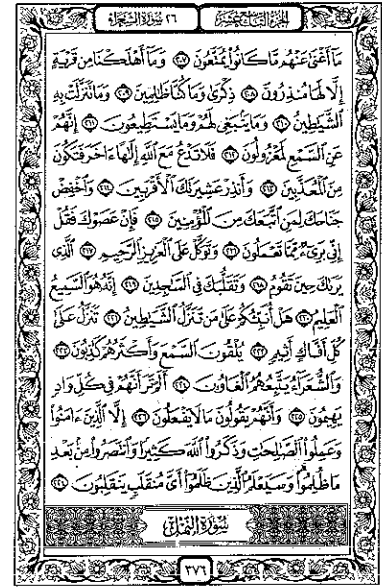 الجزء التاسع عشر ٢٦ سورة الشعراء
مَآ أَغْنَىٰ عَنْهُم مَّا كَانُوا۟ يُمَتَّعُونَ ٢٠٧ وَمَآ أَهْلَكْنَا مِن قَرْيَةٍ
إِلَّا لَهَا مُنذِرُونَ ٢٠٨ ذِكْرَىٰ وَمَا كُنَّا ظَـٰلِمِينَ ٢٠٩ وَمَا تَنَزَّلَتْ بِهِ
ٱلشَّيَـٰطِينُ ٢١٠ وَمَا يَنۢبَغِى لَهُمْ وَمَا يَسْتَطِيعُونَ ٢١١ إِنَّهُمْ
عَنِ ٱلسَّمْعِ لَمَعْزُولُونَ ٢١٢ فَلَا تَدْعُ مَعَ ٱللَّهِ إِلَـٰهًا ءَاخَرَ فَتَكُونَ
مِنَ ٱلْمُعَذَّبِينَ ٢١٣ وَأَنذِرْ عَشِيرَتَكَ ٱلْأَقْرَبِينَ ٢١٤ وَٱخْفِضْ
جَنَاحَكَ لِمَنِ ٱتَّبَعَكَ مِنَ ٱلْمُؤْمِنِينَ ٢١٥ فَإِنْ عَصَوْكَ فَقُلْ
إِنِّى بَرِىٓءٌ مِّمَّا تَعْمَلُونَ ٢١٦ وَتَوَكَّلْ عَلَى ٱلْعَزِيزِ ٱلرَّحِيمِ ٢١٧ ٱلَّذِى
يَرَىٰكَ حِينَ تَقُومُ ٢١٨ وَتَقَلُّبَكَ فِى ٱلسَّـٰجِدِينَ ٢١٩ إِنَّهُۥ هُوَ ٱلسَّمِيعُ
ٱلْعَلِيمُ ٢٢٠ هَلْ أُنَبِّئُكُمْ عَلَىٰ مَن تَنَزَّلُ ٱلشَّيَـٰطِينُ ٢٢١ تَنَزَّلُ عَلَىٰ
كُلِّ أَفَّاكٍ أَثِيمٍ ٢٢٢ يُلْقُونَ ٱلسَّمْعَ وَأَكْثَرُهُمْ كَـٰذِبُونَ ٢٢٣
وَٱلشُّعَرَآءُ يَتَّبِعُهُمُ ٱلْغَاوُۥنَ ٢٢٤ أَلَمْ تَرَ أَنَّهُمْ فِى كُلِّ وَادٍ
يَهِيمُونَ ٢٢٥ وَأَنَّهُمْ يَقُولُونَ مَا لَا يَفْعَلُونَ ٢٢٦ إِلَّا ٱلَّذِينَ ءَامَنُوا۟
وَعَمِلُوا۟ ٱلصَّـٰلِحَـٰتِ وَذَكَرُوا۟ ٱللَّهَ كَثِيرًا وَٱنتَصَرُوا۟ مِنۢ بَعْدِ
مَا ظُلِمُوا۟ وَسَيَعْلَمُ ٱلَّذِينَ ظَلَمُوٓا۟ أَىَّ مُنقَلَبٍ يَنقَلِبُونَ ٢٢٧
سورة النمل
٣٧٦